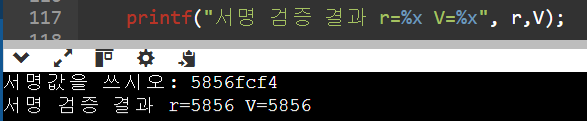 117 printf("서명 검증 결과 r=%x V=%x", r,V);
서명값을 쓰시오: 5856fcf4
서명 검증 결과 r=5856 V=5856